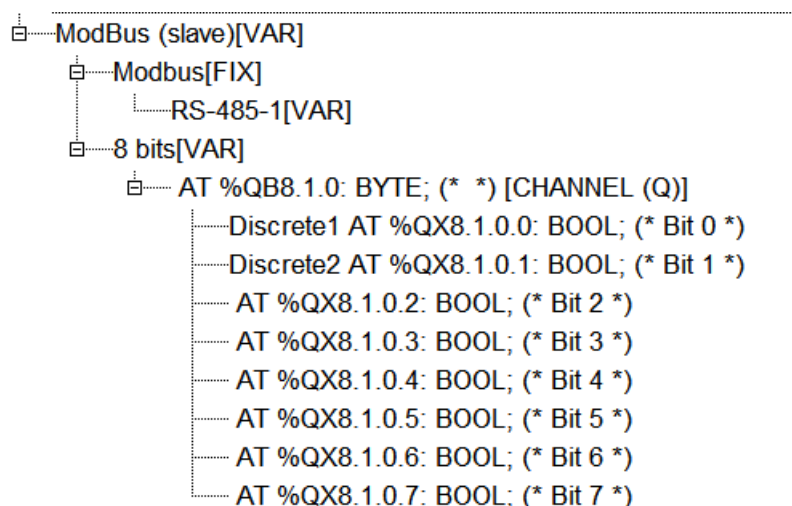 ModBus (slave)[VAR]
Modbus[FIX]
RS-485-1[VAR]
8 bits[VAR]
AT %QB8.1.0: BYTE; (* *) [CHANNEL (Q)]
Discrete1 AT %QX8.1.0.0: BOOL; (* Bit 0 *)
Discrete2 AT %QX8.1.0.1: BOOL; (* Bit 1 *)
AT %QX8.1.0.2: BOOL; (* Bit 2 *)
AT %QX8.1.0.3: BOOL; (* Bit 3 *)
AT %QX8.1.0.4: BOOL; (* Bit 4 *)
AT %QX8.1.0.5: BOOL; (* Bit 5 *)
AT %QX8.1.0.6: BOOL; (* Bit 6 *)
AT %QX8.1.0.7: BOOL; (* Bit 7 *)